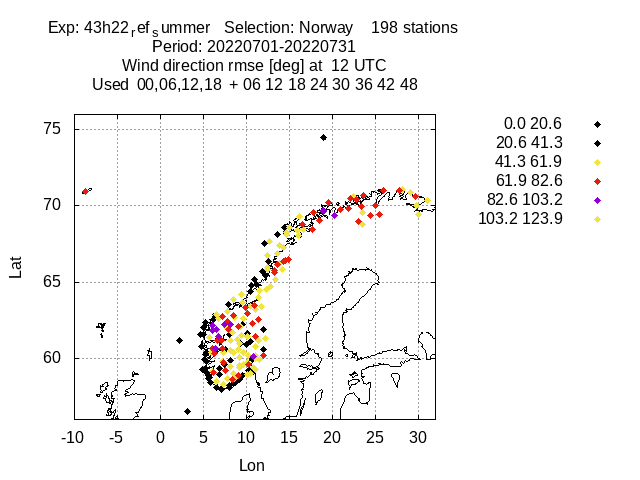 Exp: 43h22ref summer Selection: Norway 198 stations
Period: 20220701-20220731
Wind direction rmse [deg] at 12 UTC
Used 00,06,12,18 + 06 12 18 24 30 36 42 48
0.0 20.6
20.6 41.3
41.3 61.9
61.9 82.6
82.6 103.2
103.2 123.9
75
70
65
60
Lat
-10 -5 0 5 10 15 20 25 30
Lon